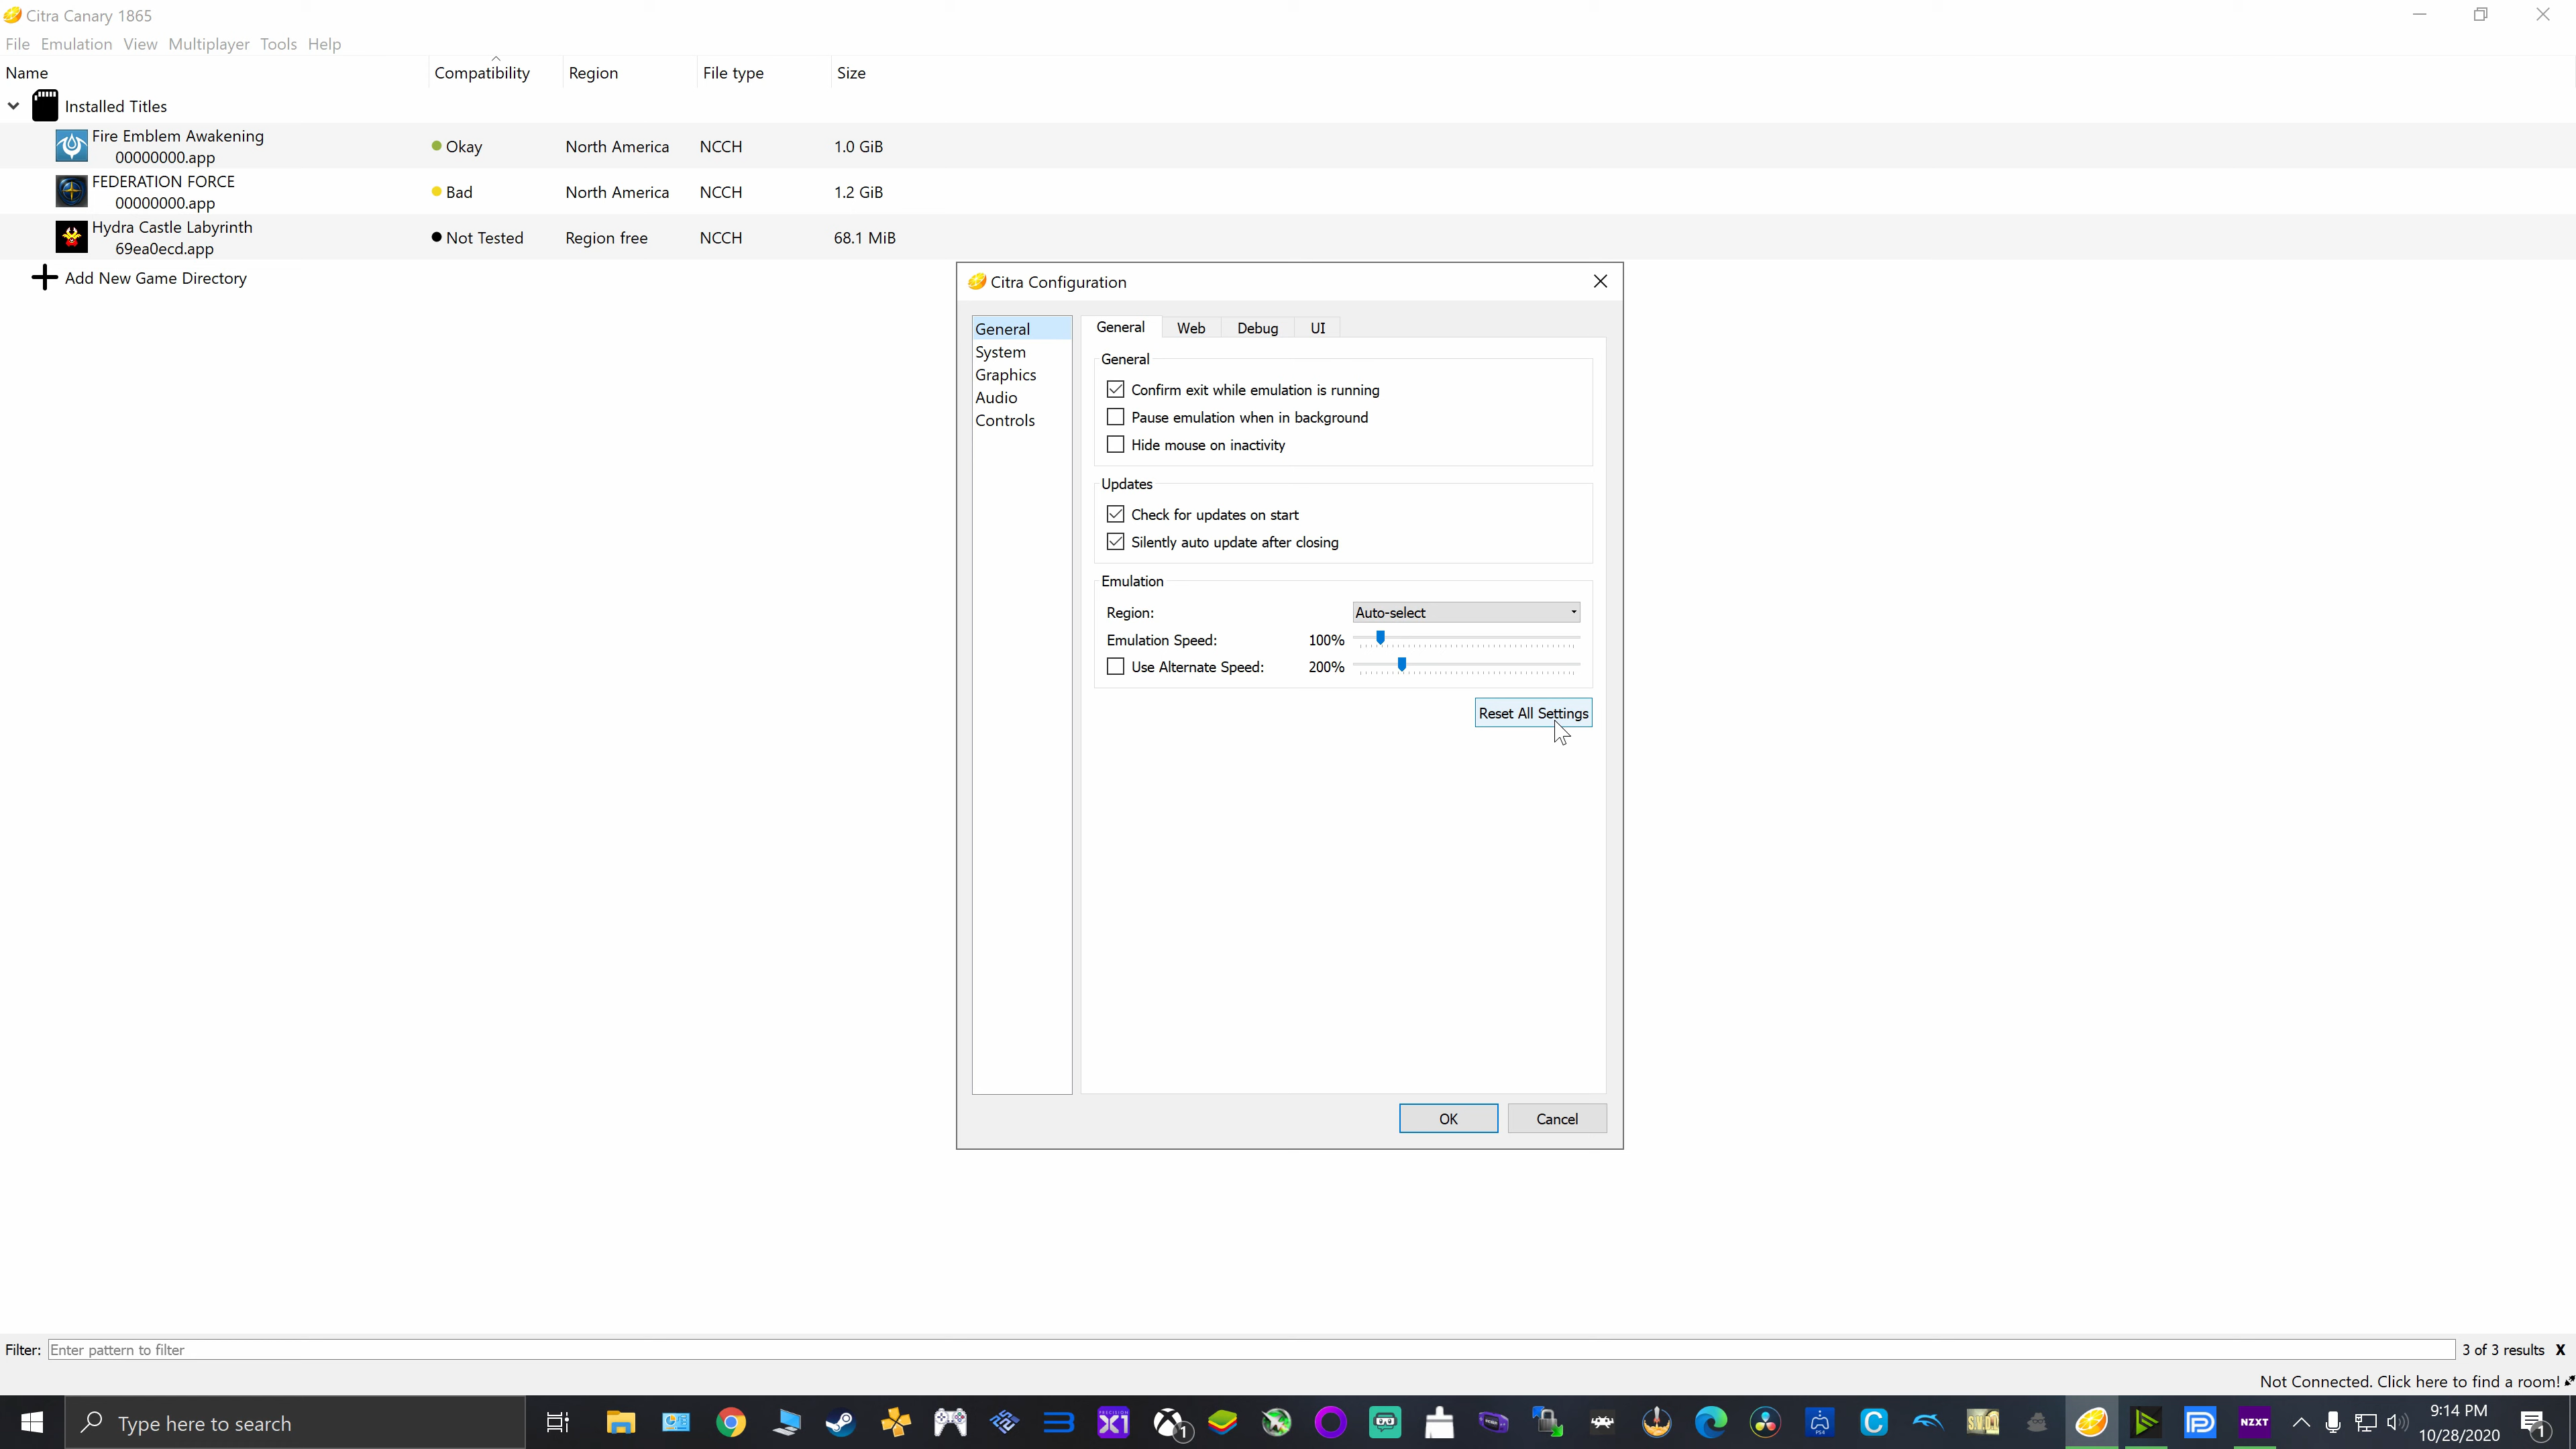 Citra Canary 1865
File Emulation View Multiplayer Tools Help
Name Compatibility Region File type Size
Installed Titles
Fire Emblem Awakening
00000000.app
Okay North America NCCH 1.0 GiB
FEDERATION FORCE
00000000.app
Bad North America NCCH 1.2 GiB
Hydra Castle Labyrinth
69ea0ecd.app
Not Tested Region free NCCH 68.1 MiB
Add New Game Directory
Citra Configuration
General
System
Graphics
Audio
Controls
General Web Debug UI
General
Confirm exit while emulation is running
Pause emulation when in background
Hide mouse on inactivity
Updates
Check for updates on start
Silently auto update after closing
Emulation
Region: Auto-select
Emulation Speed: 100%
Use Alternate Speed: 200%
Reset All Settings
OK Cancel
Filter: Enter pattern to filter 3 of 3 results X
Not Connected. Click here to find a room!
Type here to search
PRECISION
X1
1
PS4
C
NZXT
9:14 PM
10/28/2020
1